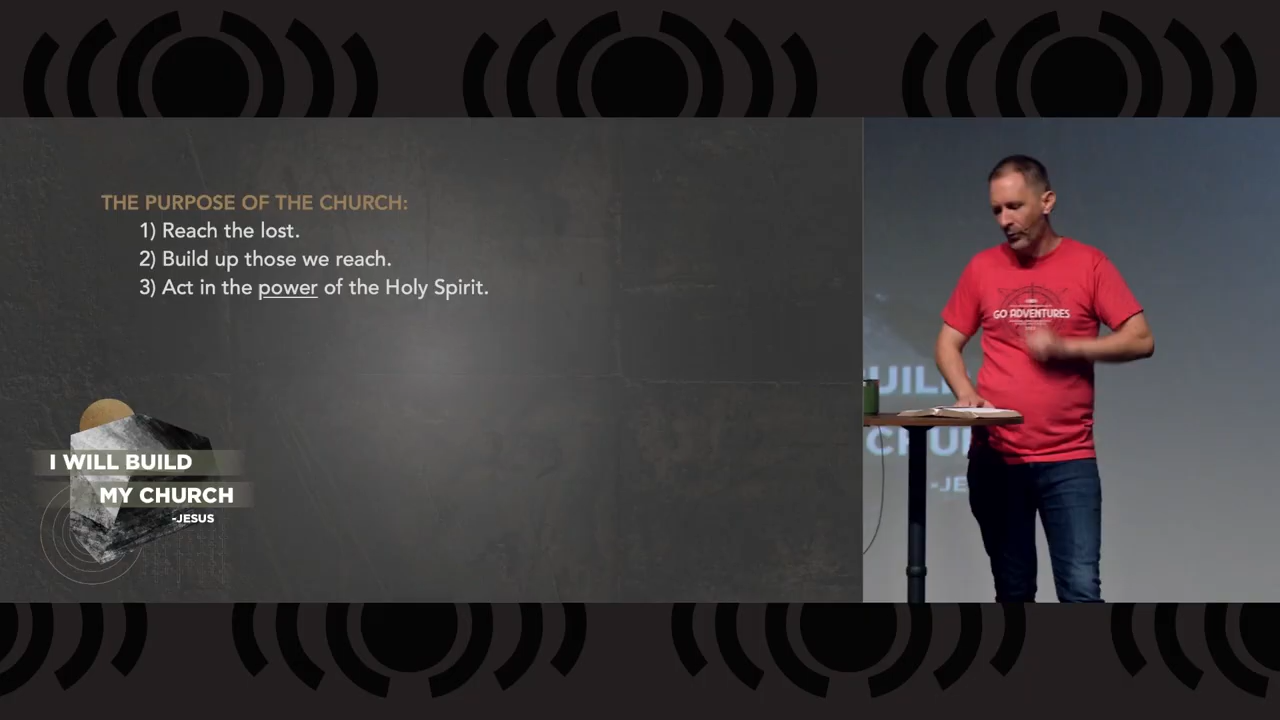 THE PURPOSE OF THE CHURCH:
1) Reach the lost.
2) Build up those we reach.
3) Act in the power of the Holy Spirit.
I WILL BUILD
MY CHURCH
-JESUS
GO ADVENTURES